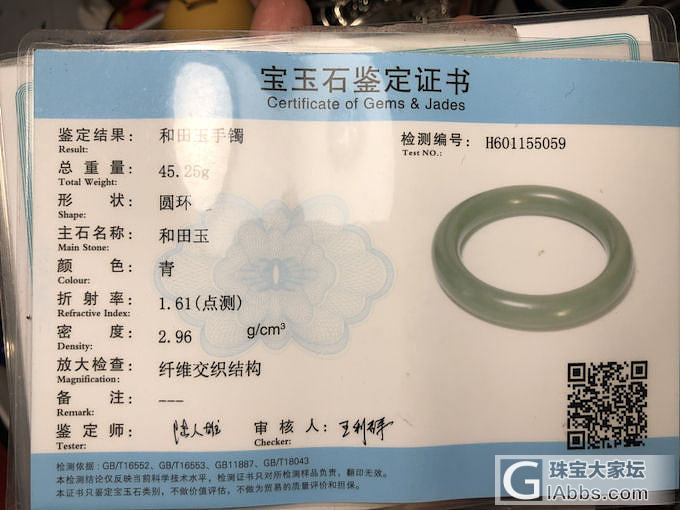 宝玉石鉴定证书
Certificate of Gems & Jades
鉴定结果: 和田玉手镯
Result:
检测编号: H601155059
Test NO.:
总重量: 45.25g
Total Weight:
形状: 圆环
Shape:
主石名称: 和田玉
Main Stone:
颜色: 青
Colour:
折射率: 1.61(点测)
Refractive Index:
密度: 2.96 g/cm³
Density:
放大检查: 纤维交织结构
Magnification:
备注: ---
Remark:
鉴定师:
Tester:
审核人:
Checker:
检测依据: GB/T16552、GB/T16553、GB11887、GB/T18043
本检测结论仅反映当前科学技术水平,检测证书只对所检测样品负责,翻印无效。
本证书只鉴定宝玉石类别,不做价值评估,不做为贸易的质量评价和担保。
珠宝大家坛
lAbbs.com